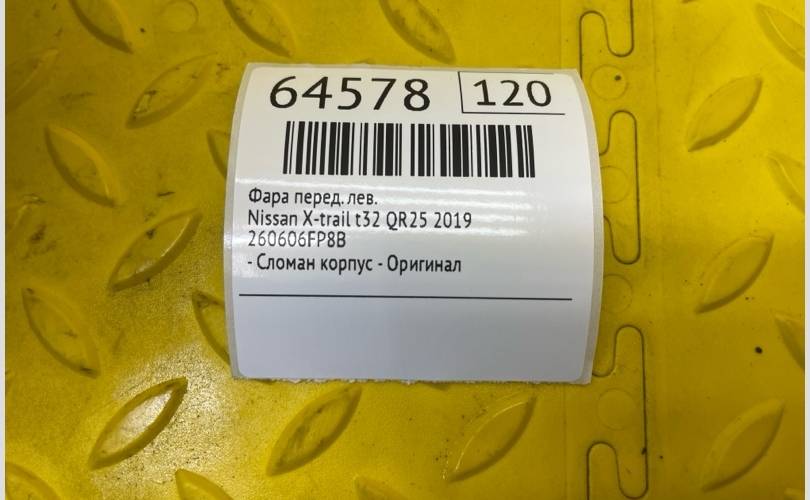 64578 120
Фара перед. лев.
Nissan X-trail t32 QR25 2019
260606FP8B
- Сломан корпус - Оригинал